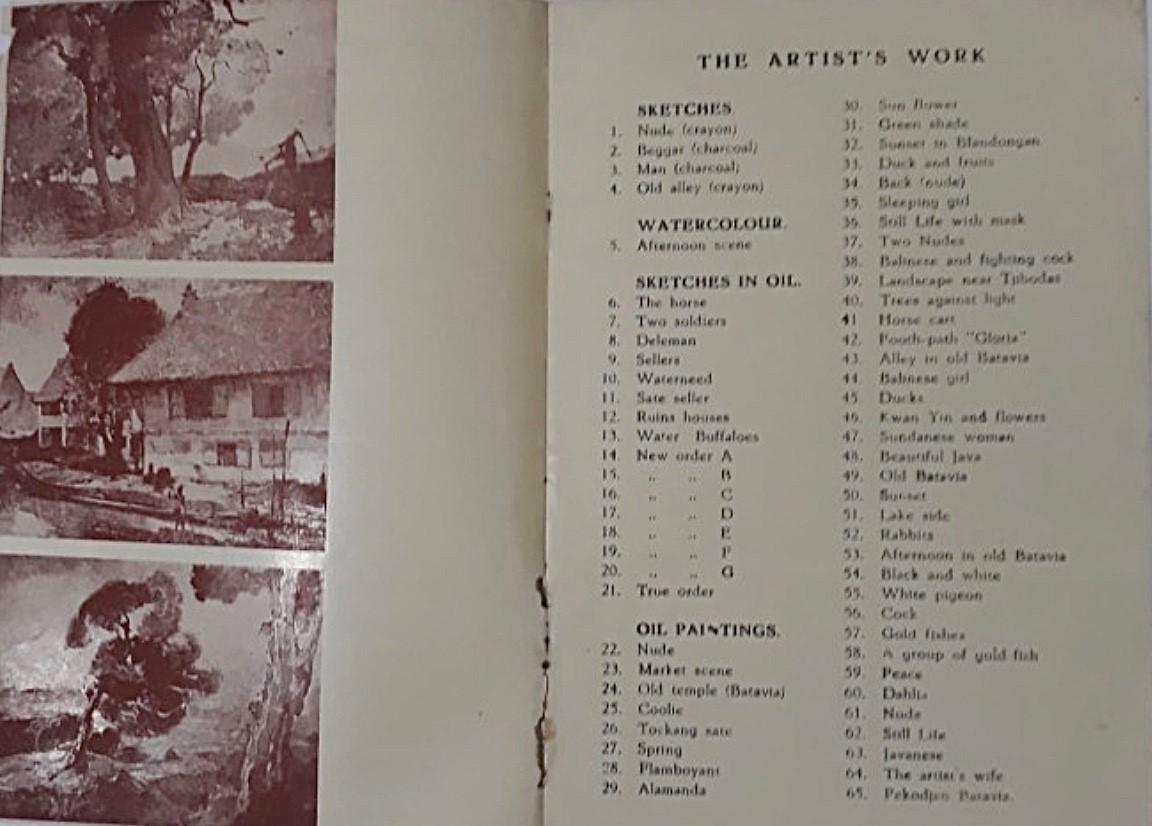 THE ARTIST'S WORK
SKETCHES.
1. Nude (crayon)
2. Beggar (charcoal)
3. Man (charcoal)
4. Old alley (crayon)
WATERCOLOUR.
5. Afternoon scene
SKETCHES IN OIL.
6. The horse
7. Two soldiers
8. Deleman
9. Sellers
10. Waterneed
11. Sate seller
12. Ruins houses
13. Water Buffaloes
14. New order A
15. „ „ B
16. „ „ C
17. „ „ D
18. „ „ E
19. „ „ F
20. „ „ G
21. True order
OIL PAINTINGS.
22. Nude
23. Market scene
24. Old temple (Batavia)
25. Coolie
26. Toekang sate
27. Spring
28. Flamboyant
29. Alamanda
30. Sun flower
31. Green shade
32. Sunset in Blandongan
33. Duck and fruits
34. Back (nude)
35. Sleeping girl
36. Still Life with mask
37. Two Nudes
38. Balinese and fighting cock
39. Landscape near Tjibodas
40. Trees against light
41 Horse cart
42. Footh-path "Gloria"
43. Alley in old Batavia
44. Balinese girl
45. Ducks
46. Kwan Yin and flowers
47. Sundanese woman
48. Beautiful Java
49. Old Batavia
50. Sunset
51. Lake side
52. Rabbits
53. Afternoon in old Batavia
54. Black and white
55. White pigeon
56. Cock
57. Gold fishes
58. A group of gold fish
59. Peace
60. Dahlia
61. Nude
62. Still Life
63. Javanese
64. The artist's wife
65. Pekodjan Batavia.